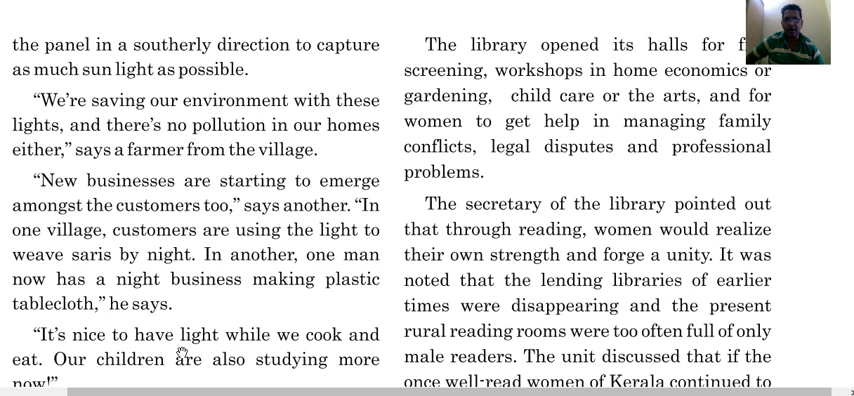 the panel in a southerly direction to capture
as much sun light as possible.
“We’re saving our environment with these
lights, and there’s no pollution in our homes
either,” says a farmer from the village.
“New businesses are starting to emerge
amongst the customers too,” says another. “In
one village, customers are using the light to
weave saris by night. In another, one man
now has a night business making plastic
tablecloth,” he says.
“It’s nice to have light while we cook and
eat. Our children are also studying more
now!”
The library opened its halls for
screening, workshops in home economics or
gardening, child care or the arts, and for
women to get help in managing family
conflicts, legal disputes and professional
problems.
The secretary of the library pointed out
that through reading, women would realize
their own strength and forge a unity. It was
noted that the lending libraries of earlier
times were disappearing and the present
rural reading rooms were too often full of only
male readers. The unit discussed that if the
once well-read women of Kerala continued to